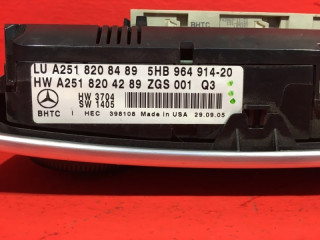 BHTC
LU A251 820 84 89 5HB 964 914-20
HW A251 820 42 89 ZGS 001 Q3
HW 3704
SW 1405
BHTC I HEC 398108 Made in USA 29.09.05